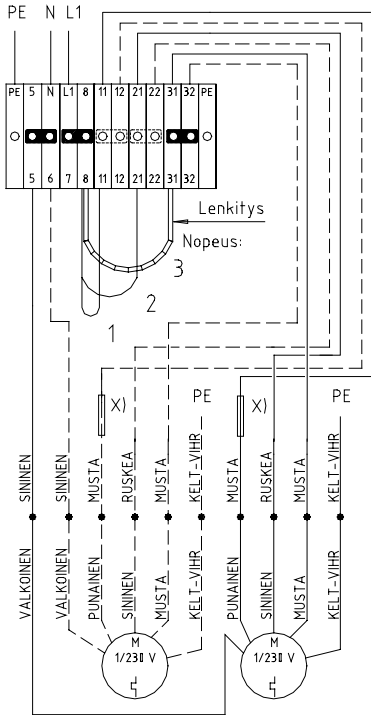 PE N L1
PE 5 N L1 8 11 12 21 22 31 32 PE
5 6 7 8 11 12 21 22 31 32
Lenkitys
Nopeus:
3
2
1
X) PE X) PE
SININEN SININEN MUSTA RUSKEA MUSTA KELT-VIHR MUSTA RUSKEA MUSTA KELT-VIHR
VALKOINEN VALKOINEN PUNAINEN SININEN MUSTA KELT-VIHR PUNAINEN SININEN MUSTA KELT-VIHR
M M
1/230 V 1/230 V